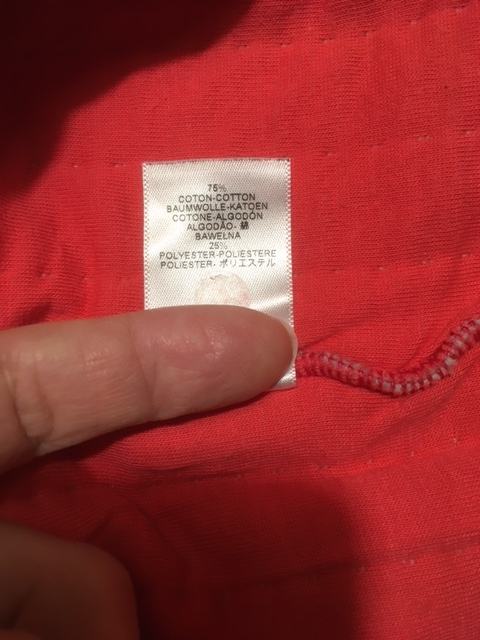 75%
COTON-COTTON
BAUMWOLLE-KATOEN
COTONE-ALGODÓN
ALGODÃO- 綿
BAWEŁNA
25%
POLYESTER-POLIESTERE
POLIESTER- ポリエステル